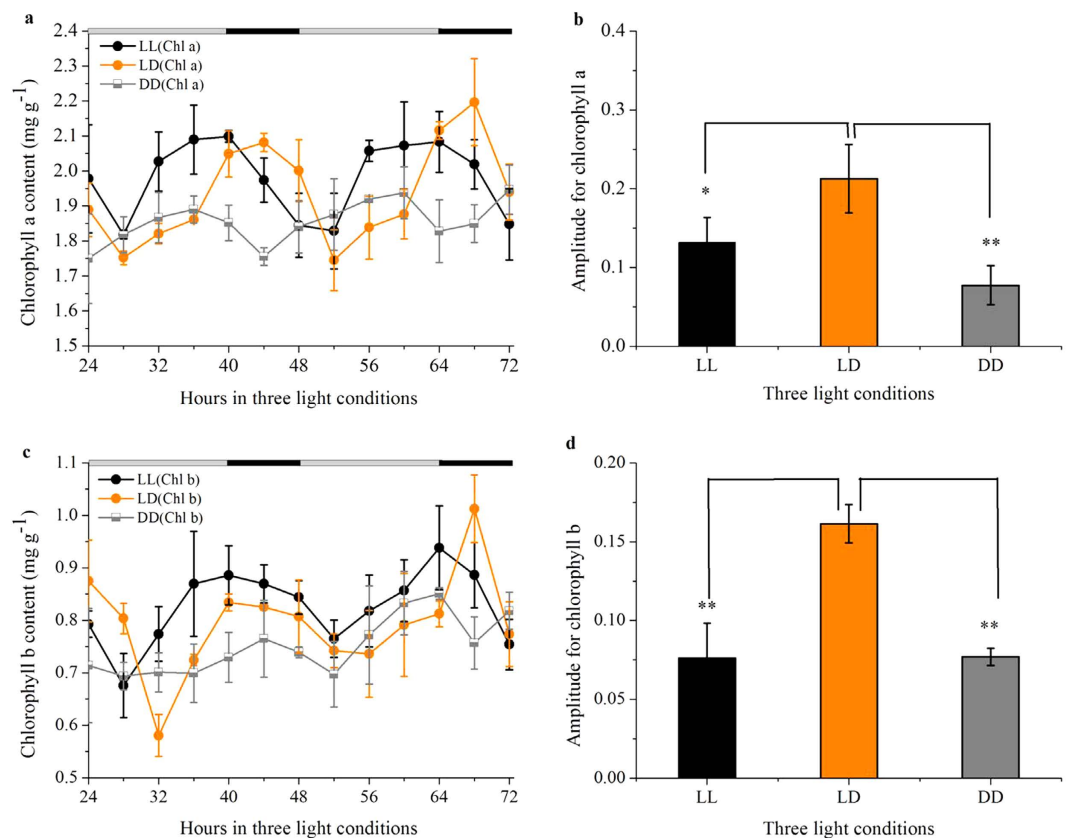 a
2.4
2.3
2.2
2.1
2.0
1.9
1.8
1.7
1.6
1.5
24 32 40 48 56 64 72
LL(Chl a)
LD(Chl a)
DD(Chl a)
Chlorophyll a content (mg g⁻¹)
Hours in three light conditions
b
0.4
0.3
0.2
0.1
0.0
*
**
LL LD DD
Amplitude for chlorophyll a
Three light conditions
c
1.1
1.0
0.9
0.8
0.7
0.6
0.5
24 32 40 48 56 64 72
LL(Chl b)
LD(Chl b)
DD(Chl b)
Chlorophyll b content (mg g⁻¹)
Hours in three light conditions
d
0.20
0.15
0.10
0.05
0.00
**
**
LL LD DD
Amplitude for chlorophyll b
Three light conditions